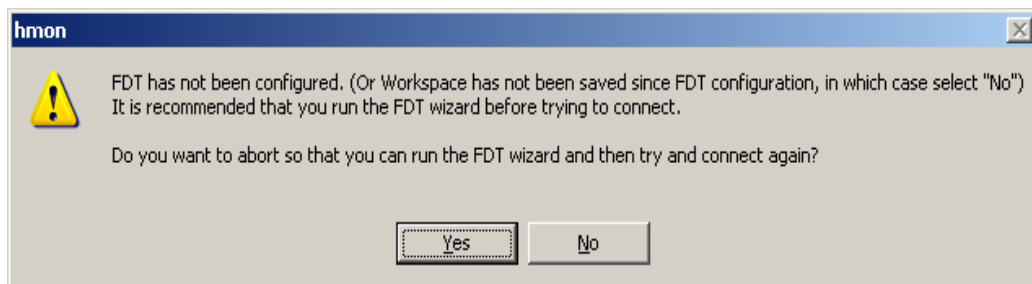 hmon
FDT has not been configured. (Or Workspace has not been saved since FDT configuration, in which case select "No")
It is recommended that you run the FDT wizard before trying to connect.
Do you want to abort so that you can run the FDT wizard and then try and connect again?
Yes No